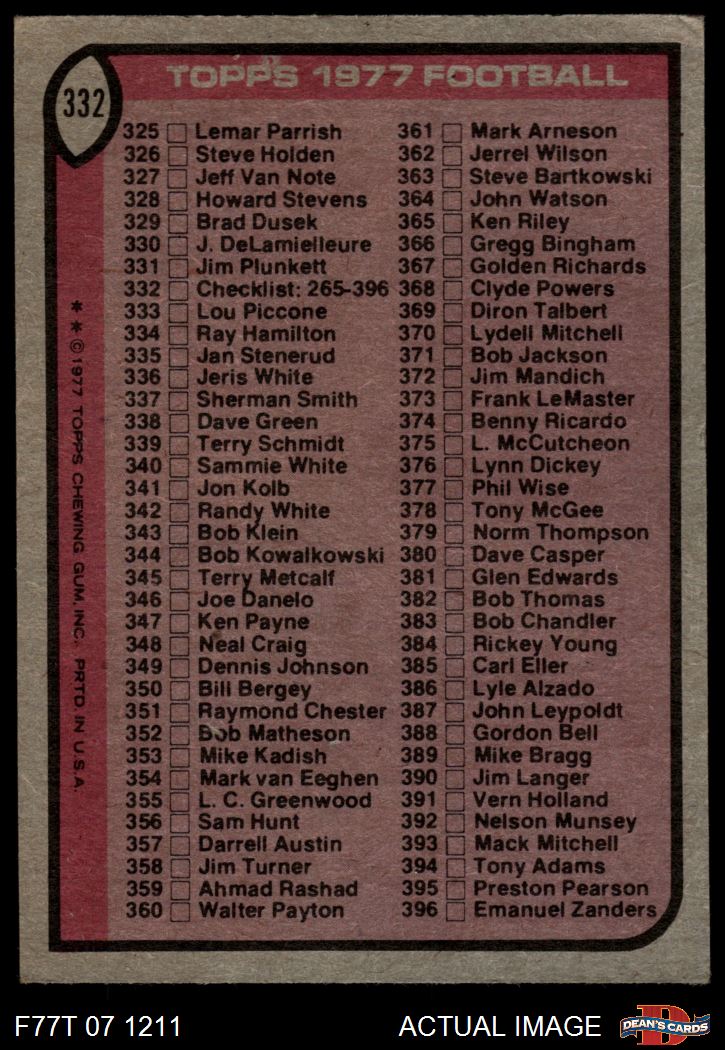 TOPPS 1977 FOOTBALL
332
325 Lemar Parrish
326 Steve Holden
327 Jeff Van Note
328 Howard Stevens
329 Brad Dusek
330 J. DeLamielleure
331 Jim Plunkett
332 Checklist: 265-396
333 Lou Piccone
334 Ray Hamilton
335 Jan Stenerud
336 Jeris White
337 Sherman Smith
338 Dave Green
339 Terry Schmidt
340 Sammie White
341 Jon Kolb
342 Randy White
343 Bob Klein
344 Bob Kowalkowski
345 Terry Metcalf
346 Joe Danelo
347 Ken Payne
348 Neal Craig
349 Dennis Johnson
350 Bill Bergey
351 Raymond Chester
352 Bob Matheson
353 Mike Kadish
354 Mark van Eeghen
355 L. C. Greenwood
356 Sam Hunt
357 Darrell Austin
358 Jim Turner
359 Ahmad Rashad
360 Walter Payton
361 Mark Arneson
362 Jerrel Wilson
363 Steve Bartkowski
364 John Watson
365 Ken Riley
366 Gregg Bingham
367 Golden Richards
368 Clyde Powers
369 Diron Talbert
370 Lydell Mitchell
371 Bob Jackson
372 Jim Mandich
373 Frank LeMaster
374 Benny Ricardo
375 L. McCutcheon
376 Lynn Dickey
377 Phil Wise
378 Tony McGee
379 Norm Thompson
380 Dave Casper
381 Glen Edwards
382 Bob Thomas
383 Bob Chandler
384 Rickey Young
385 Carl Eller
386 Lyle Alzado
387 John Leypoldt
388 Gordon Bell
389 Mike Bragg
390 Jim Langer
391 Vern Holland
392 Nelson Munsey
393 Mack Mitchell
394 Tony Adams
395 Preston Pearson
396 Emanuel Zanders
* * © 1977 TOPPS CHEWING GUM, INC. PRTD. IN U.S.A.
F77T 07 1211
ACTUAL IMAGE
D
DEAN'S CARDS